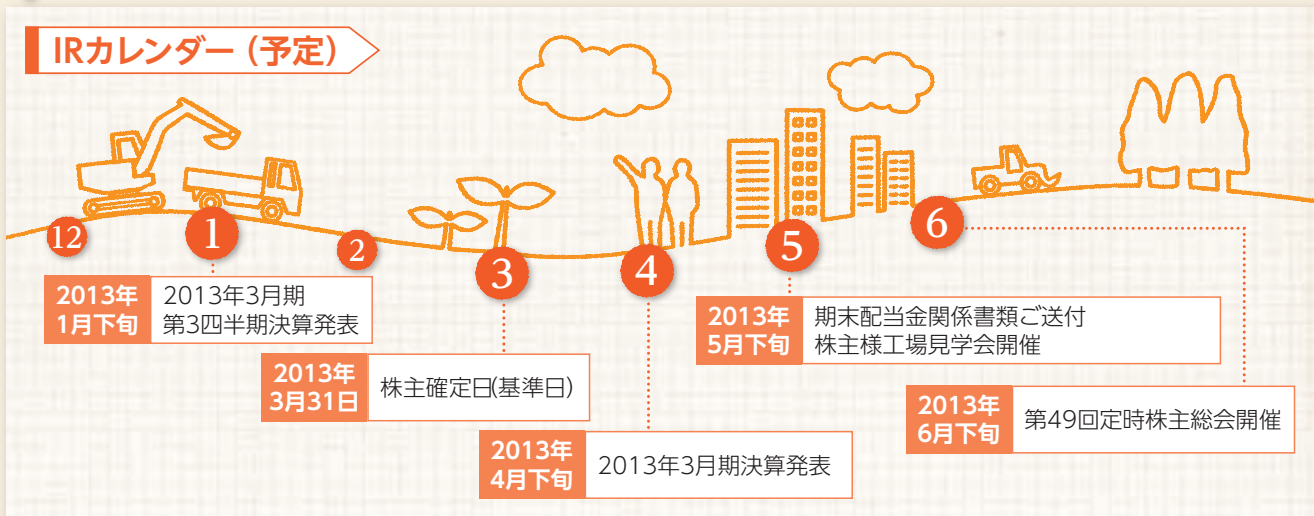 IRカレンダー（予定）
12
1
2
3
4
5
6
2013年
1月下旬
2013年3月期
第3四半期決算発表
2013年
3月31日
株主確定日(基準日)
2013年
4月下旬
2013年3月期決算発表
2013年
5月下旬
期末配当金関係書類ご送付
株主様工場見学会開催
2013年
6月下旬
第49回定時株主総会開催